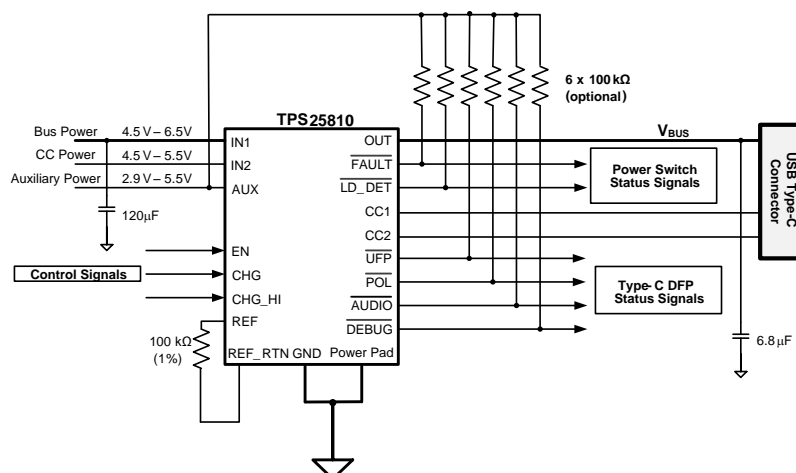 6 x 100 kΩ
(optional)
TPS25810
Bus Power 4.5 V – 6.5V
CC Power 4.5 V – 5.5V
Auxiliary Power 2.9 V – 5.5V
120µF
IN1
IN2
AUX
OUT
FAULT
LD_DET
CC1
CC2
UFP
POL
AUDIO
DEBUG
EN
CHG
CHG_HI
REF
REF_RTN GND Power Pad
Control Signals
100 kΩ
(1%)
VBUS
Power Switch
Status Signals
Type-C DFP
Status Signals
USB Type-C
Connector
6.8 µF